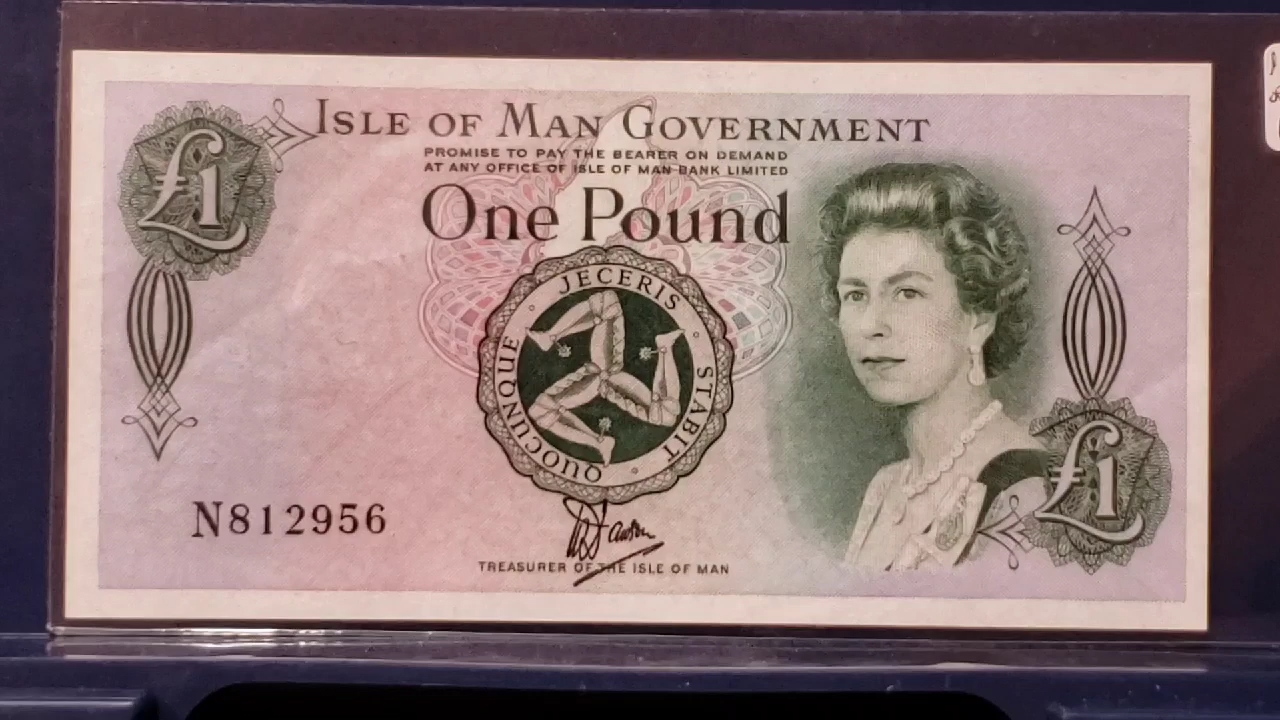 £1
ISLE OF MAN GOVERNMENT
PROMISE TO PAY THE BEARER ON DEMAND
AT ANY OFFICE OF ISLE OF MAN BANK LIMITED
One Pound
QUOCUNQUE JECERIS STABIT
N812956
TREASURER OF THE ISLE OF MAN
£1